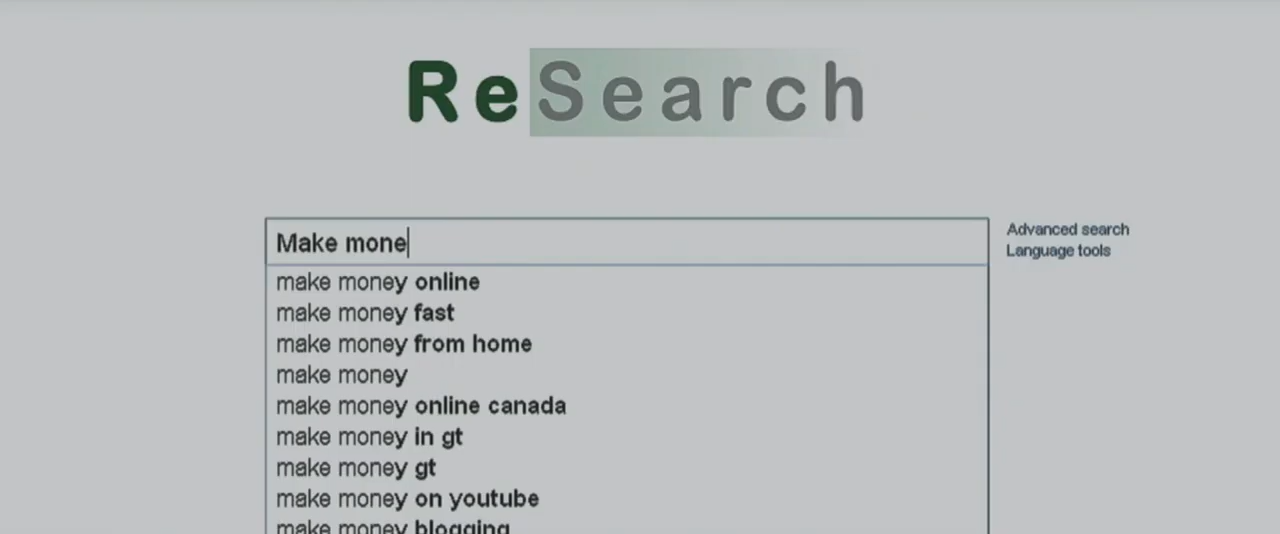 ReSearch
Make mone
Advanced search
Language tools
make money online
make money fast
make money from home
make money
make money online canada
make money in gt
make money gt
make money on youtube
make money blogging